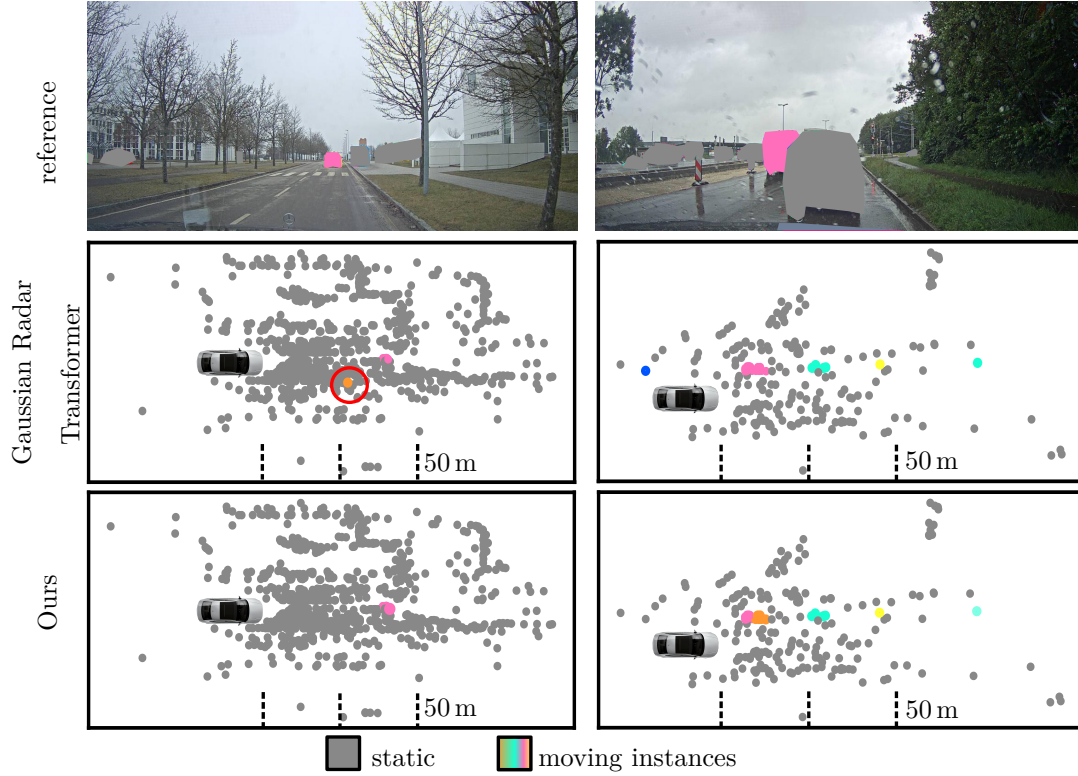 reference
Gaussian Radar
Transformer
50 m
50 m
Ours
50 m
50 m
static
moving instances